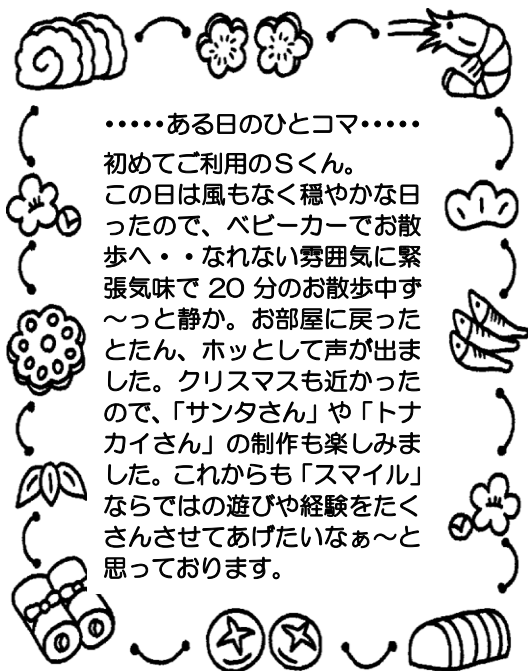 ・・・・・ある日のひとコマ・・・・・
初めてご利用のSくん。
この日は風もなく穏やかな日
ったので、ベビーカーでお散
歩へ・・なれない雰囲気に緊
張気味で 20 分のお散歩中ず
～っと静か。お部屋に戻った
とたん、ホッとして声が出ま
した。クリスマスも近かった
ので、「サンタさん」や「トナ
カイさん」の制作も楽しみま
した。これからも「スマイル」
ならではの遊びや経験をたく
さんさせてあげたいなぁ～と
思っております。